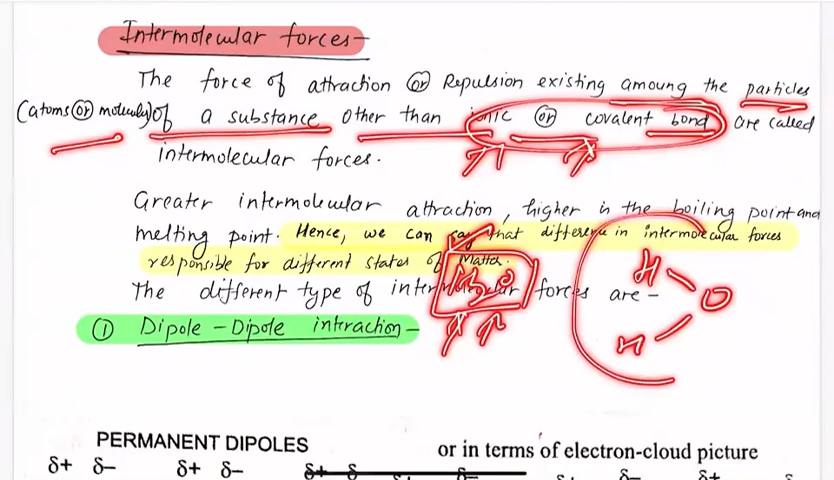 Intermolecular forces-
The force of attraction or Repulsion existing amoung the particles
(atoms or molecules) of a substance other than ionic or covalent bond are called
intermolecular forces.
Greater intermolecular attraction, higher is the boiling point and
melting point. Hence, we can say that difference in intermolecular forces
responsible for different states of Matter.
The different type of intermolecular forces are -
H2O
H
O
H
① Dipole-Dipole interaction-
PERMANENT DIPOLES
or in terms of electron-cloud picture
δ+ δ- δ+ δ- δ+ δ- δ+ δ- δ+